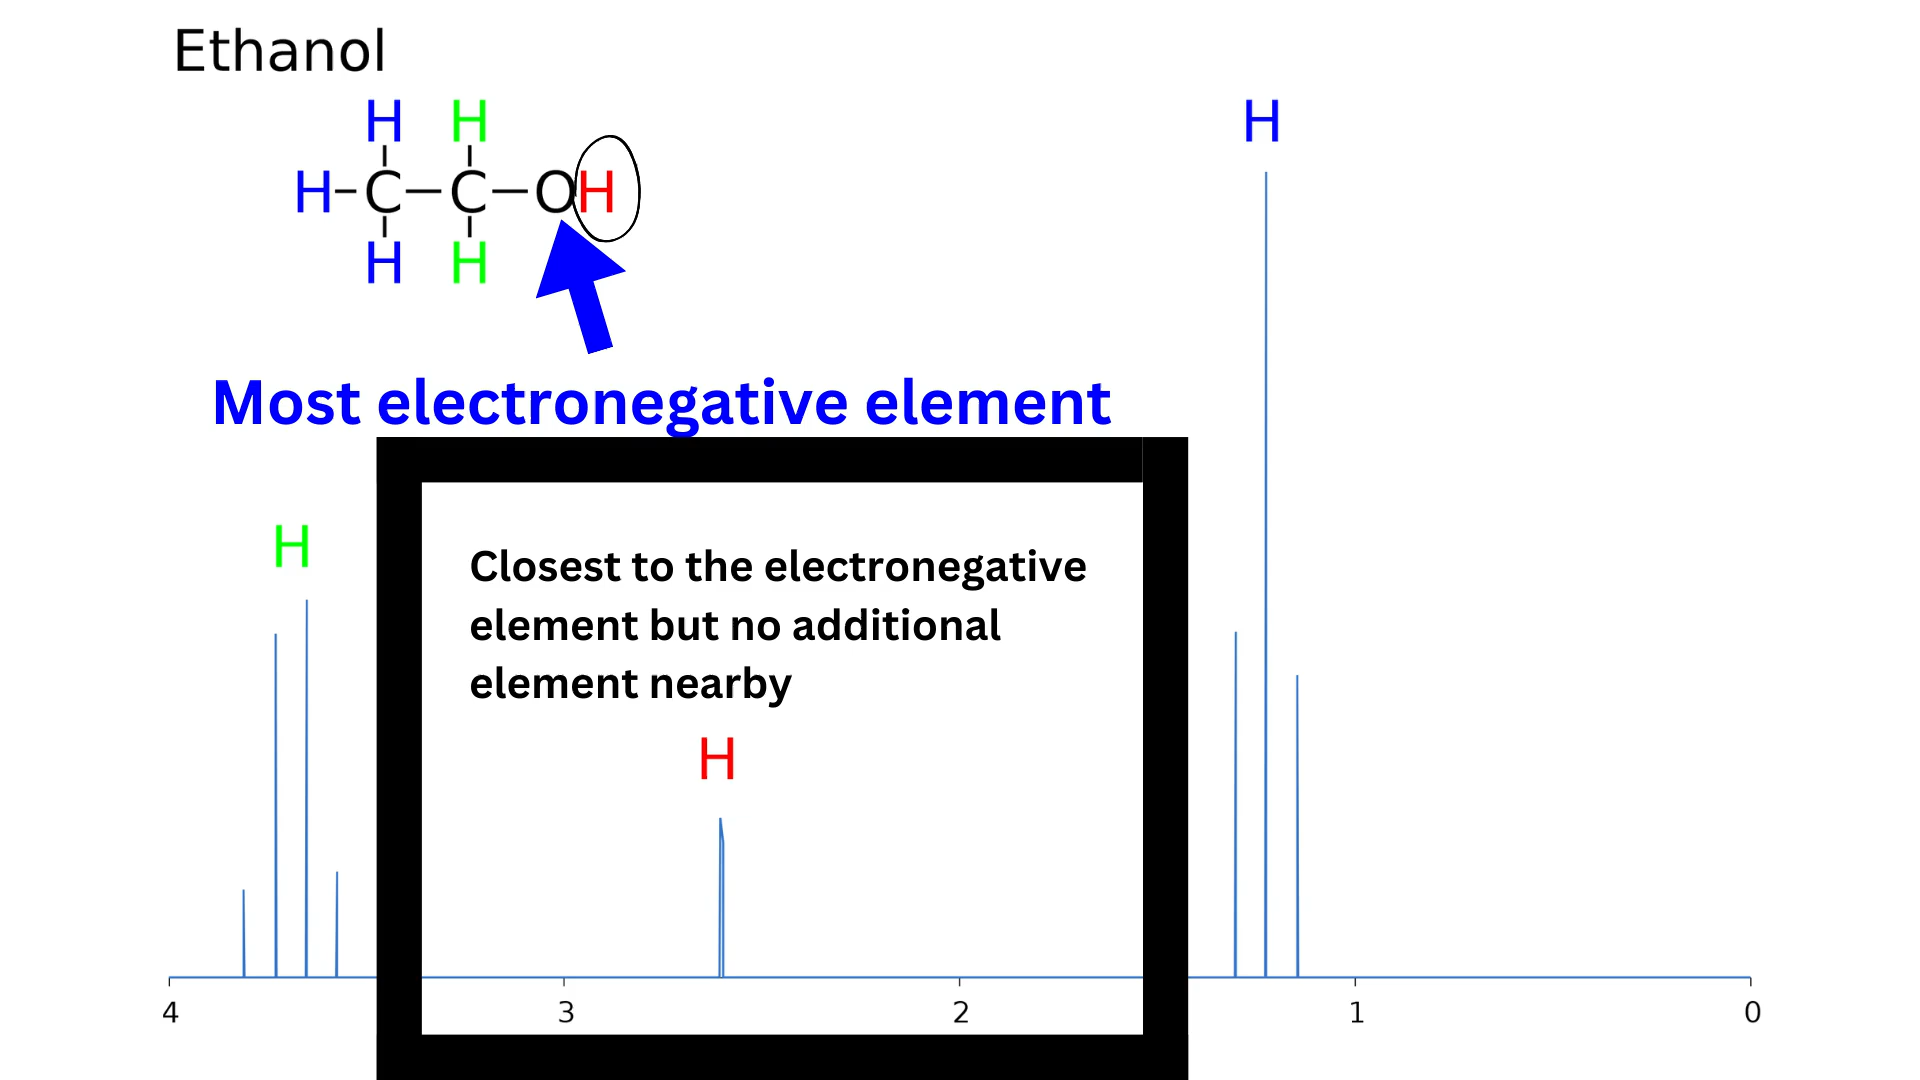 Ethanol
H H
H-C-C-OH
H H
H
Most electronegative element
H
Closest to the electronegative
element but no additional
element nearby
H
4 3 2 1 0